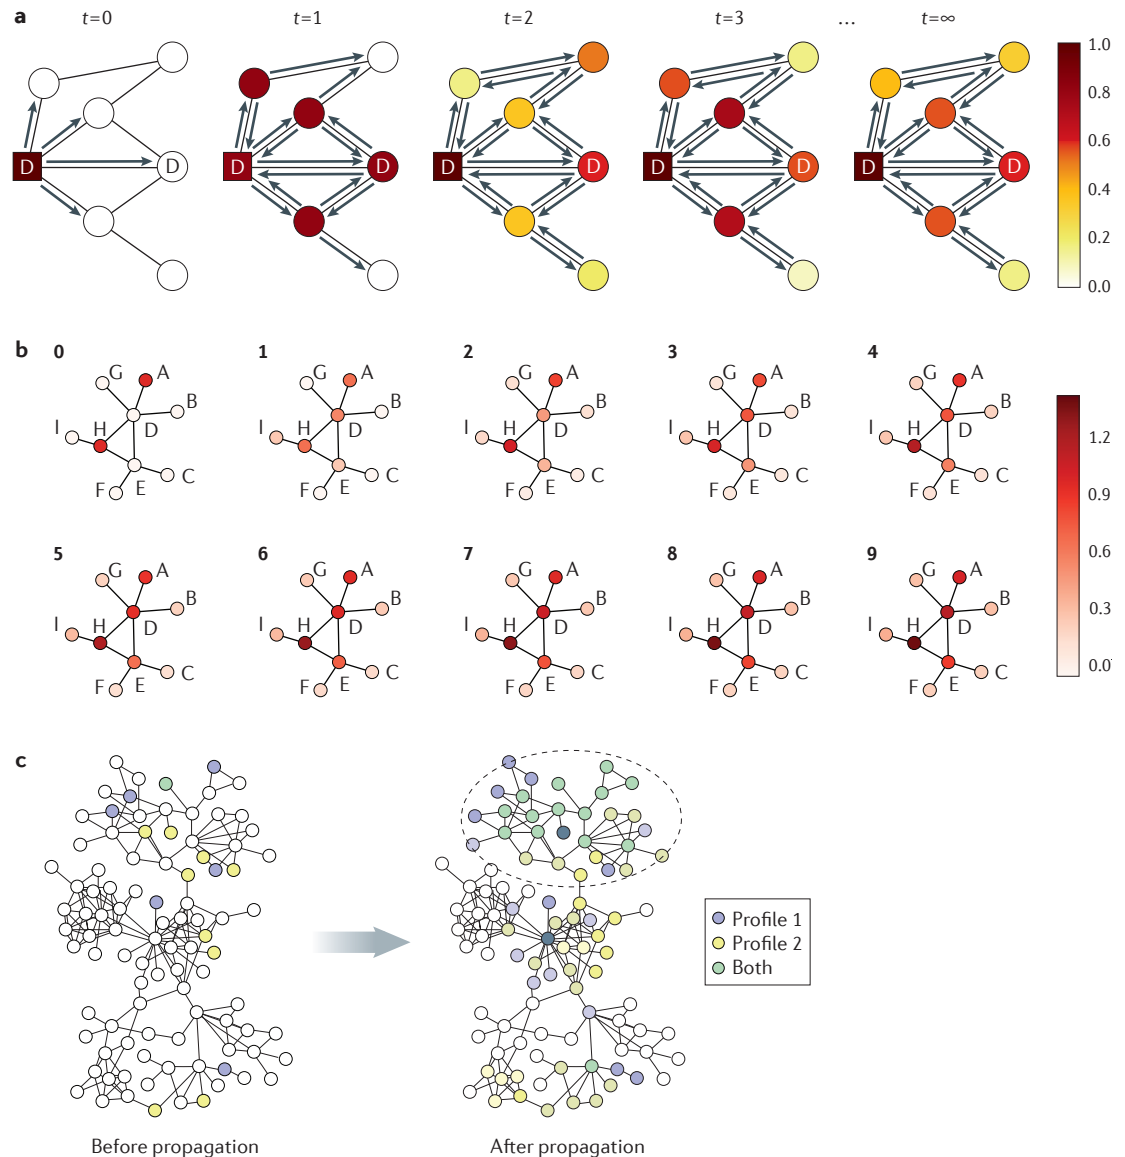 a t=0 t=1 t=2 t=3 ... t=∞
1.0
0.8
D D D D D D D D D D
0.6
0.4
0.2
0.0
b 0 1 2 3 4
G A G A G A G A G A
B B B B B
I H D I H D I H D I H D I H D
1.2
F E C F E C F E C F E C F E C
0.9
5 6 7 8 9
0.6
G A G A G A G A G A
B B B B B
0.3
I H D I H D I H D I H D I H D
0.0
F E C F E C F E C F E C F E C
c
Profile 1
Profile 2
Both
Before propagation After propagation